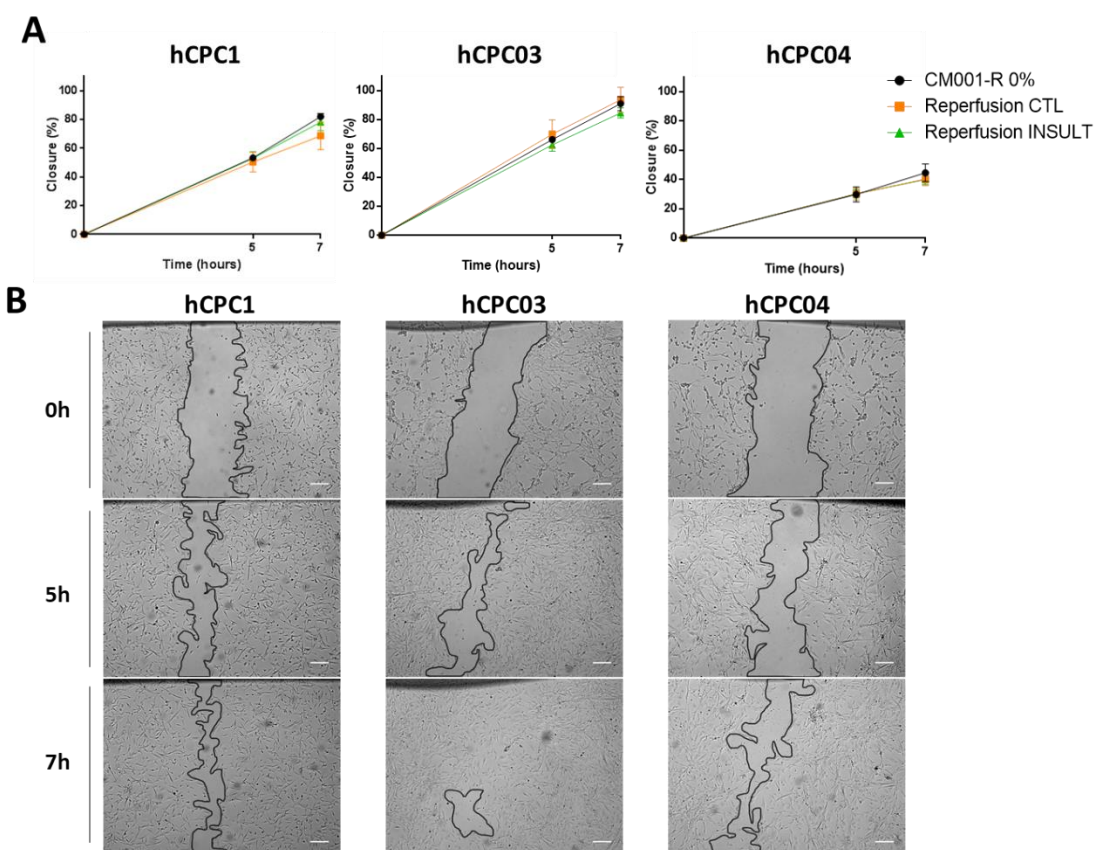 A
hCPC1
hCPC03
hCPC04
CM001-R 0%
Reperfusion CTL
Reperfusion INSULT
Closure (%)
100
80
60
40
20
0
5
7
Time (hours)
Closure (%)
100
80
60
40
20
0
5
7
Time (hours)
Closure (%)
100
80
60
40
20
0
5
7
Time (hours)
B
hCPC1
hCPC03
hCPC04
0h
5h
7h